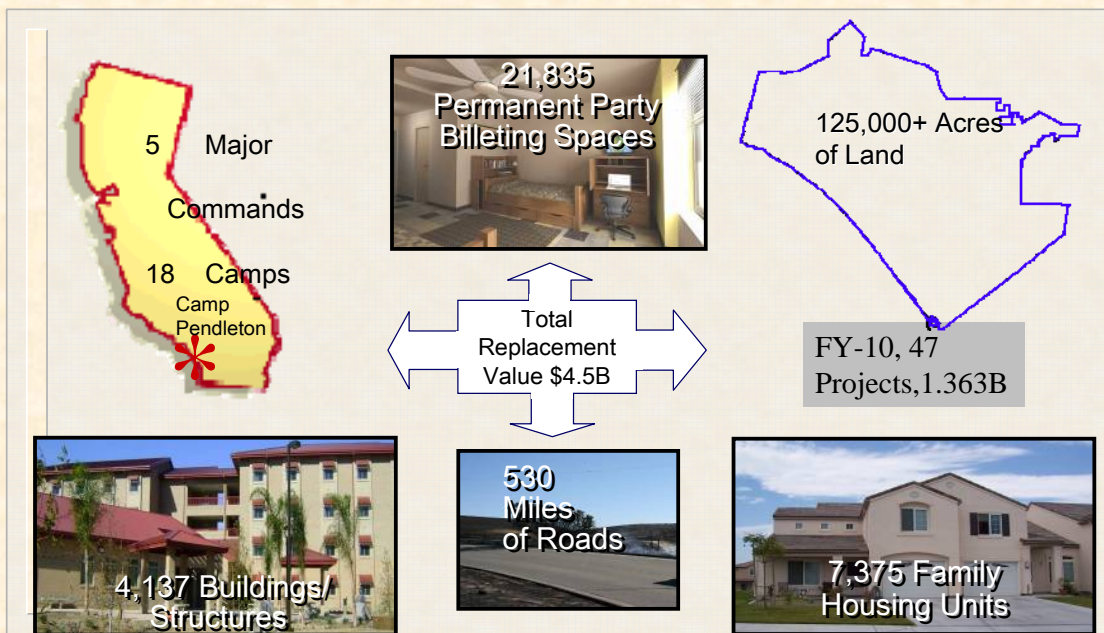 5 Major
Commands
18 Camps
Camp
Pendleton
21,835
Permanent Party
Billeting Spaces
125,000+ Acres
of Land
Total
Replacement
Value $4.5B
FY-10, 47
Projects,1.363B
4,137 Buildings/
Structures
530
Miles
of Roads
7,375 Family
Housing Units